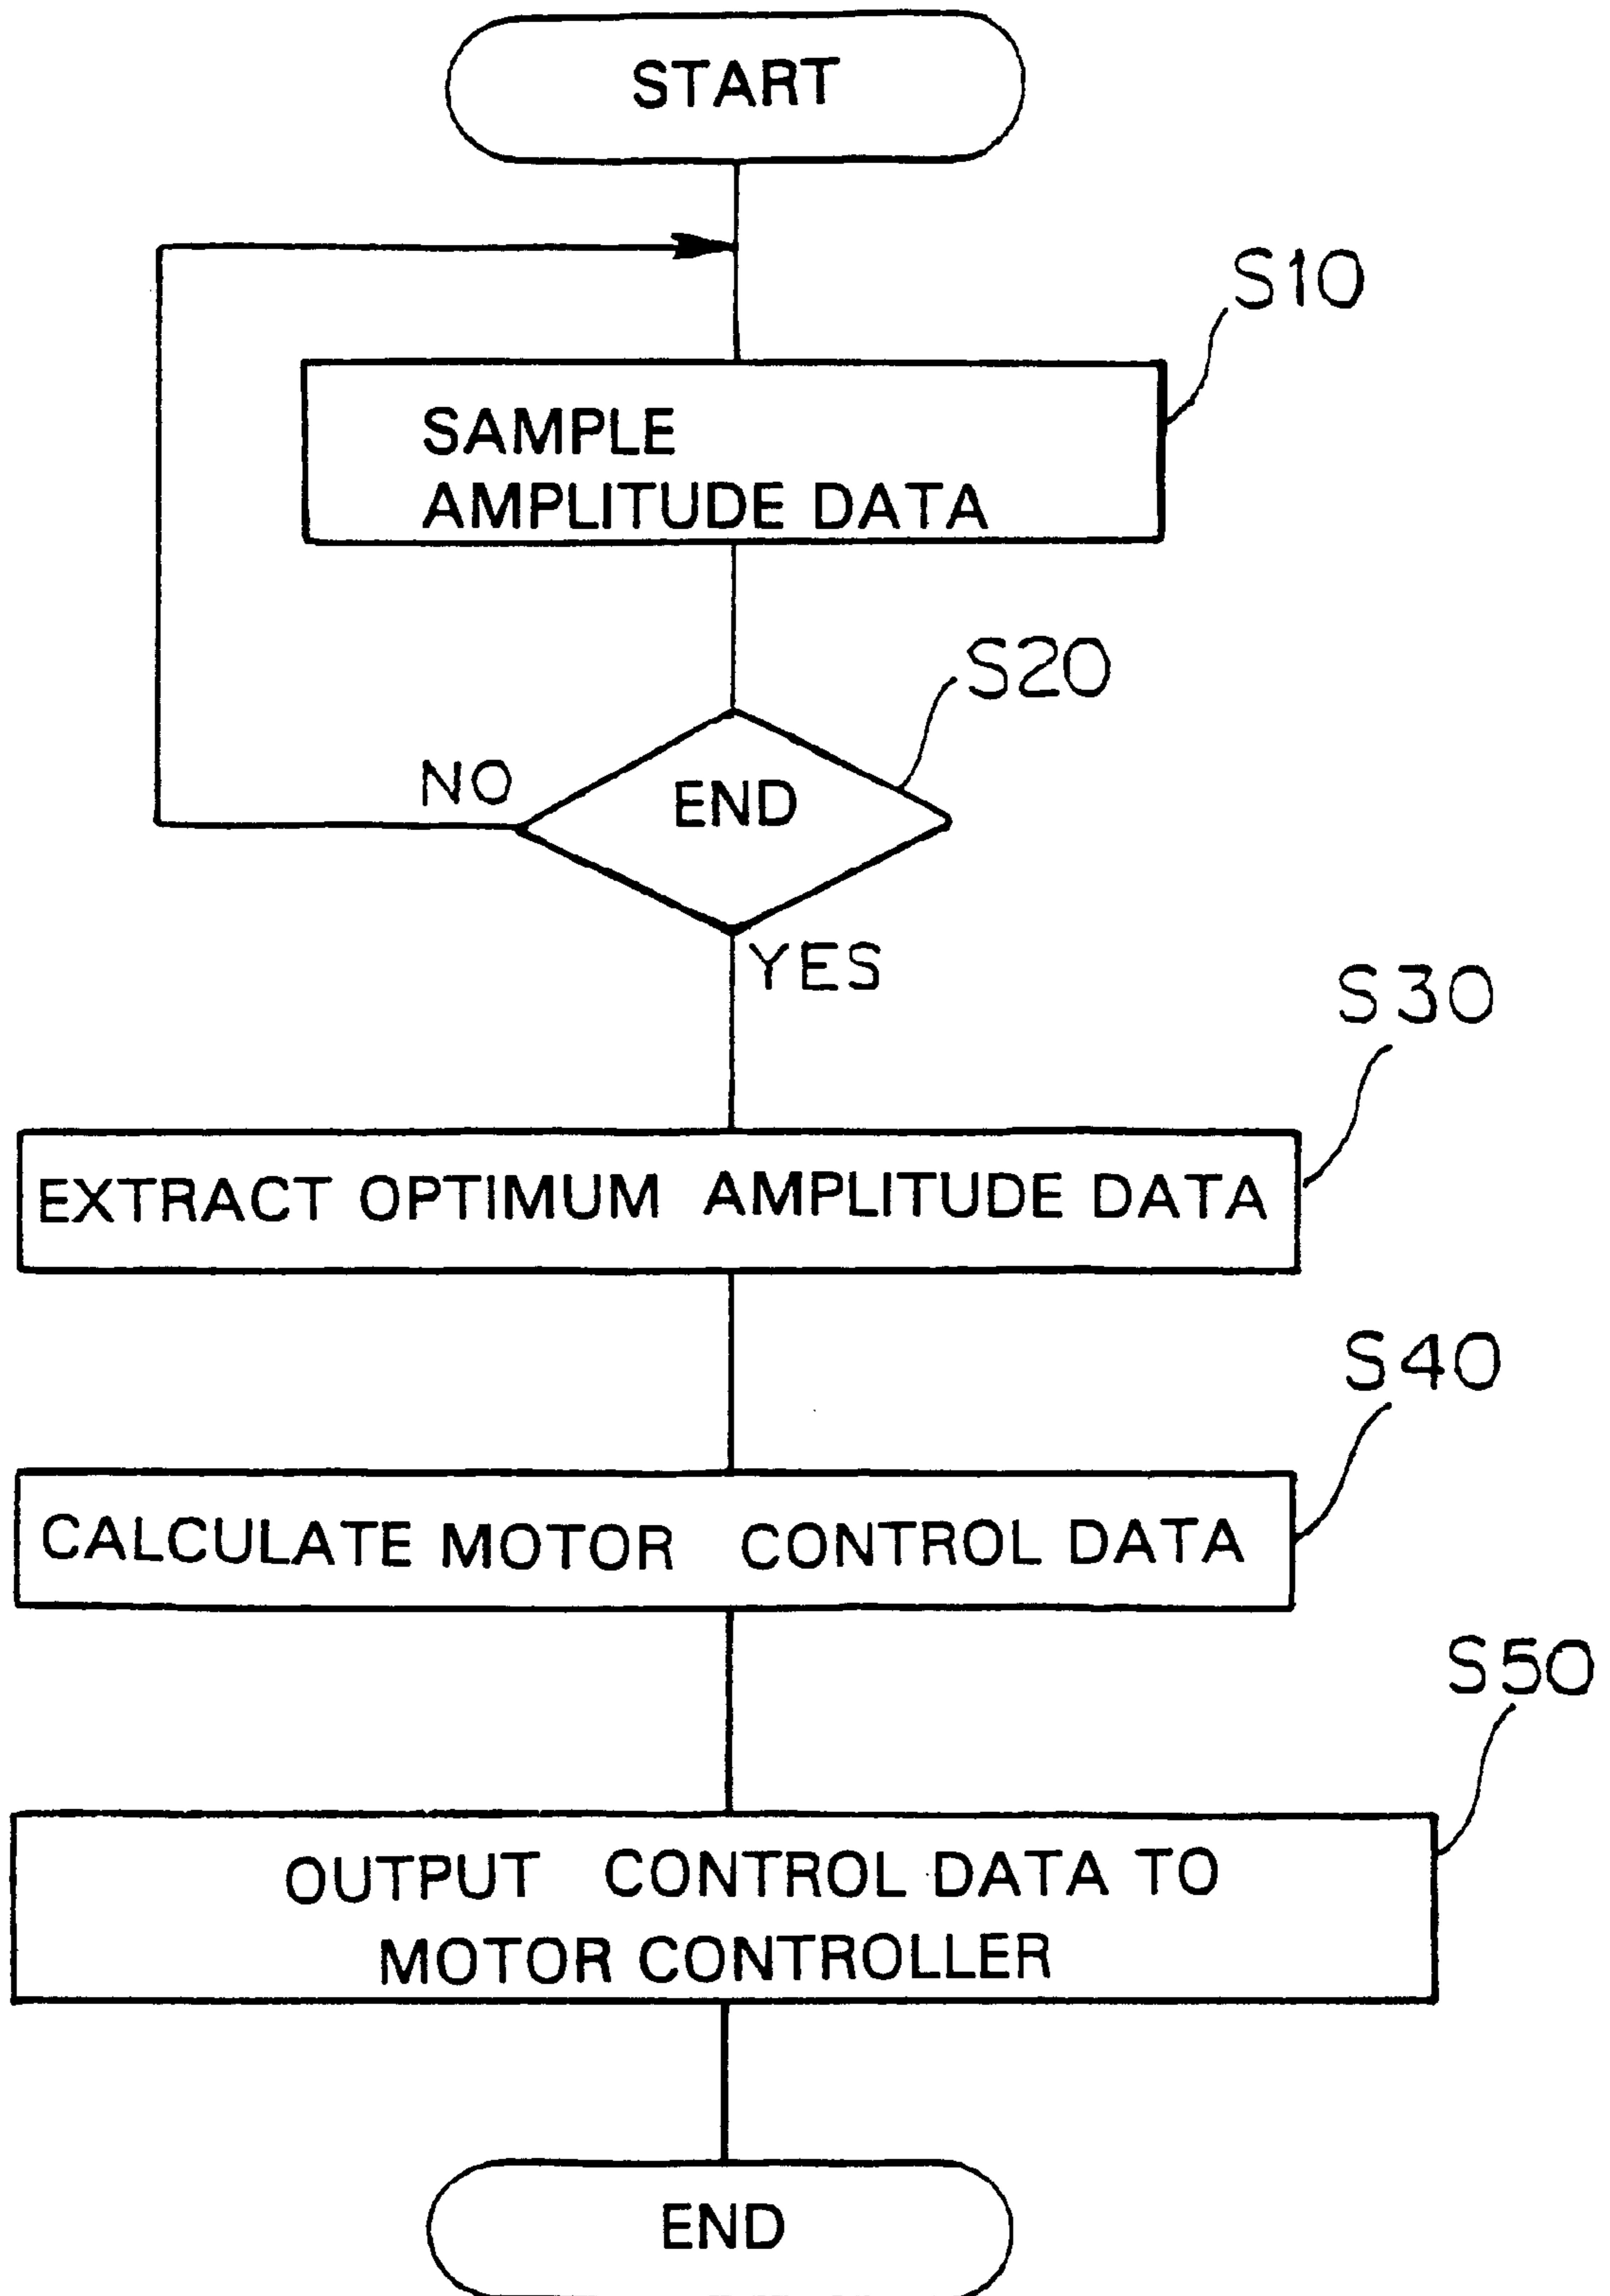 START
S10
SAMPLE
AMPLITUDE DATA
S20
NO
END
YES
S30
EXTRACT OPTIMUM AMPLITUDE DATA
S40
CALCULATE MOTOR CONTROL DATA
S50
OUTPUT CONTROL DATA TO
MOTOR CONTROLLER
END